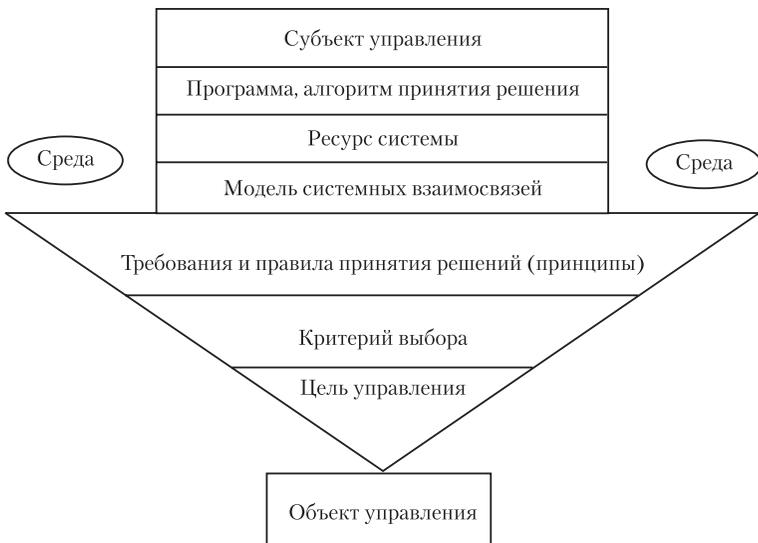 Субъект управления
Программа, алгоритм принятия решения
Ресурс системы
Среда
Среда
Модель системных взаимосвязей
Требования и правила принятия решений (принципы)
Критерий выбора
Цель управления
Объект управления